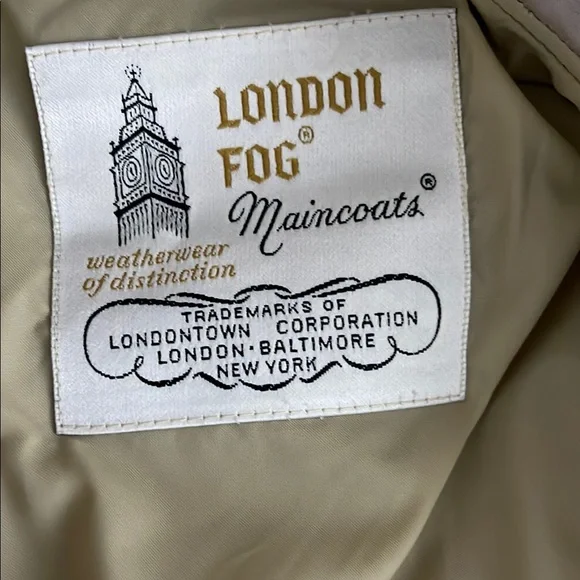 LONDON
FOG®
Maincoats®
weatherwear
of distinction
TRADEMARKS OF
LONDONTOWN CORPORATION
LONDON·BALTIMORE
NEW YORK